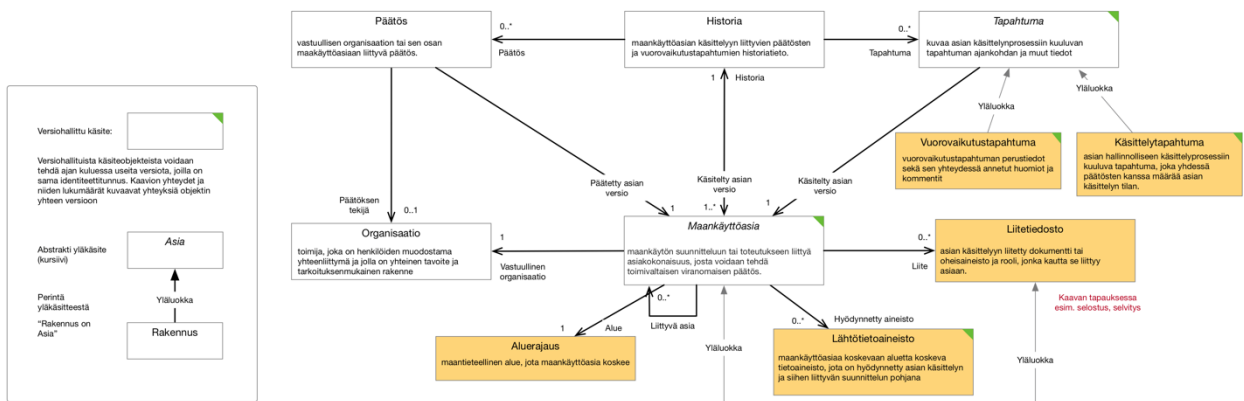 Versiohallittu käsite:
Versiohallituista käsiteobjekteista voidaan
tehdä ajan kuluessa useita versiota, joilla on
sama identiteettitunnus. Kaavion yhteydet ja
niiden lukumäärät kuvaavat yhteyksiä objektin
yhteen versioon
Abstrakti yläkäsite
(kursiivi)
Asia
Yläluokka
Perintä
yläkäsitteestä
"Rakennus on
Asia"
Rakennus
Päätös
vastuullisen organisaation tai sen osan
maakäyttöasiaan liittyvä päätös.
0..*
Päätös
Historia
maankäyttöasian käsittelyyn liittyvien päätösten
ja vuorovaikutustapahtumien historiatieto.
0..*
Tapahtuma
Tapahtuma
kuvaa asian käsittelynprosessiin kuuluvan
tapahtuman ajankohdan ja muut tiedot
1
Historia
Yläluokka
Yläluokka
Vuorovaikutustapahtuma
vuorovaikutustapahtuman perustiedot
sekä sen yhteydessä annetut huomiot ja
kommentit
Käsittelytapahtuma
asian hallinnolliseen käsittelyprosessiin
kuuluva tapahtuma, joka yhdessä
päätösten kanssa määrää asian
käsittelyn tilan.
Päätetty asian
versio
Käsitelty asian
versio
Käsitelty asian
versio
Päätöksen
tekijä
0..1
1
1..*
1
Organisaatio
toimija, joka on henkilöiden muodostama
yhteenliittymä ja jolla on yhteinen tavoite ja
tarkoituksenmukainen rakenne
1
Vastuullinen
organisaatio
Maankäyttöasia
maankäytön suunnitteluun tai toteutukseen liittyä
asiakokonaisuus, josta voidaan tehdä
toimivaltaisen viranomaisen päätös.
0..*
Liite
Liitetiedosto
asian käsittelyyn liitetty dokumentti tai
oheisaineisto ja rooli, jonka kautta se liittyy
asiaan.
Kaavan tapauksessa
esim. selostus, selvitys
0..*
Liittyvä asia
1
Alue
0..*
Hyödynnetty aineisto
Aluerajaus
maantieteellinen alue, jota maankäyttöasia koskee
Yläluokka
Lähtötietoaineisto
maankäyttöasiaa koskevaan aluetta koskeva
tietoaineisto, jota on hyödynnetty asian käsittelyn
ja siihen liittyvän suunnittelun pohjana
Yläluokka